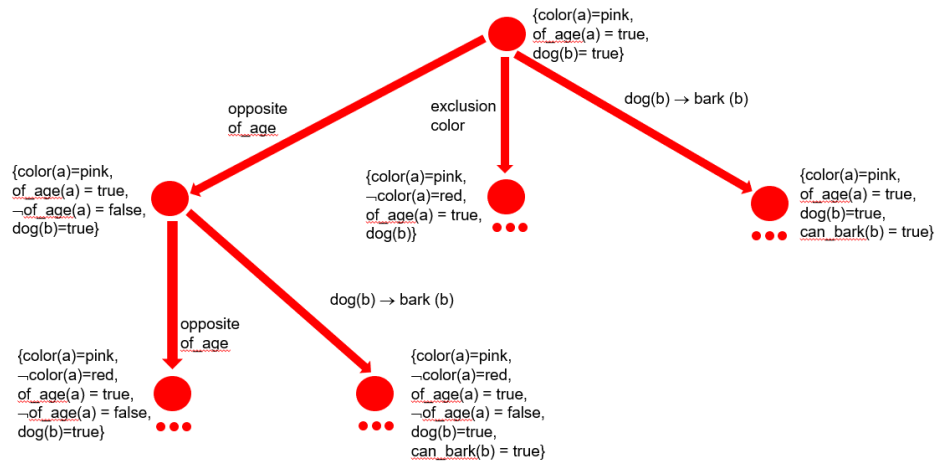 {color(a)=pink,
of_age(a) = true,
dog(b)= true}
opposite
of_age
exclusion
color
dog(b) → bark (b)
{color(a)=pink,
of_age(a) = true,
¬of_age(a) = false,
dog(b)=true}
{color(a)=pink,
¬color(a)=red,
of_age(a) = true,
dog(b)}
{color(a)=pink,
of_age(a) = true,
dog(b)=true,
can_bark(b) = true}
opposite
of_age
dog(b) → bark (b)
{color(a)=pink,
¬color(a)=red,
of_age(a) = true,
¬of_age(a) = false,
dog(b)=true}
{color(a)=pink,
¬color(a)=red,
of_age(a) = true,
¬of_age(a) = false,
dog(b)=true,
can_bark(b) = true}